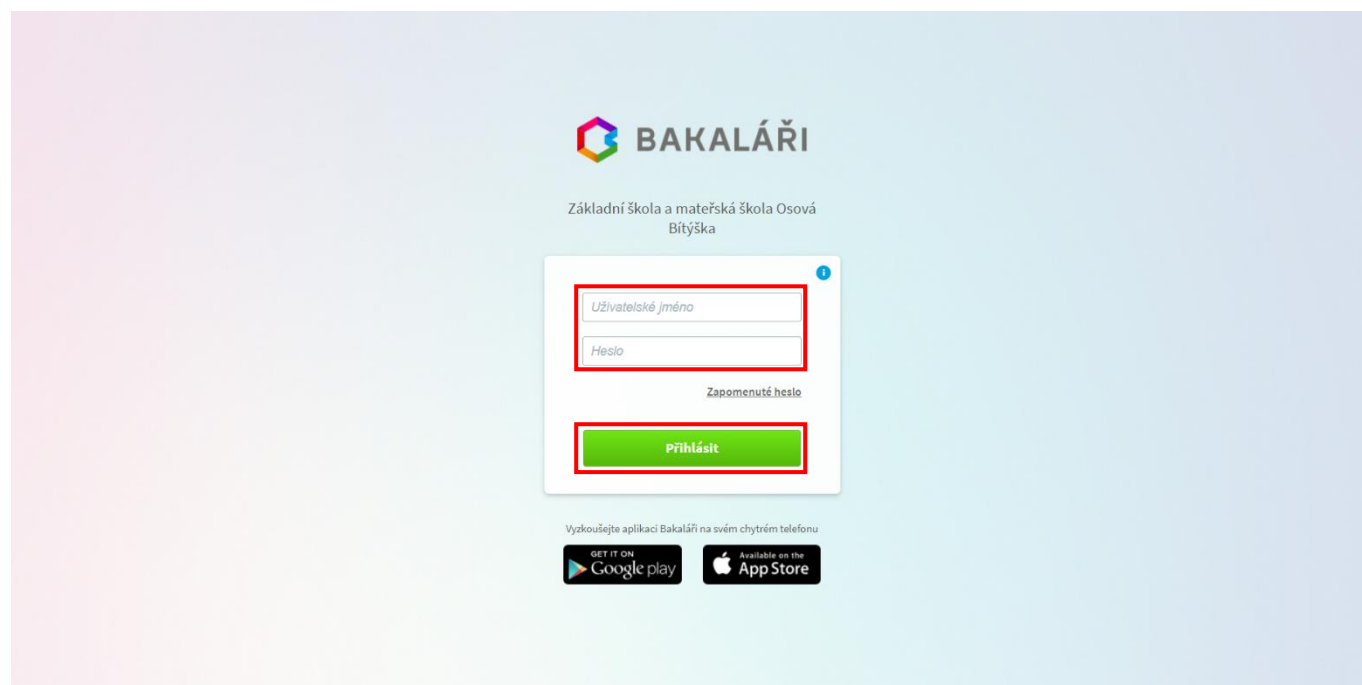 BAKALÁŘI
Základní škola a mateřská škola Osová
Bítýška
i
Uživatelské jméno
Heslo
Zapomenuté heslo
Přihlásit
Vyzkoušejte aplikaci Bakaláři na svém chytrém telefonu
GET IT ON
Google play
Available on the
App Store